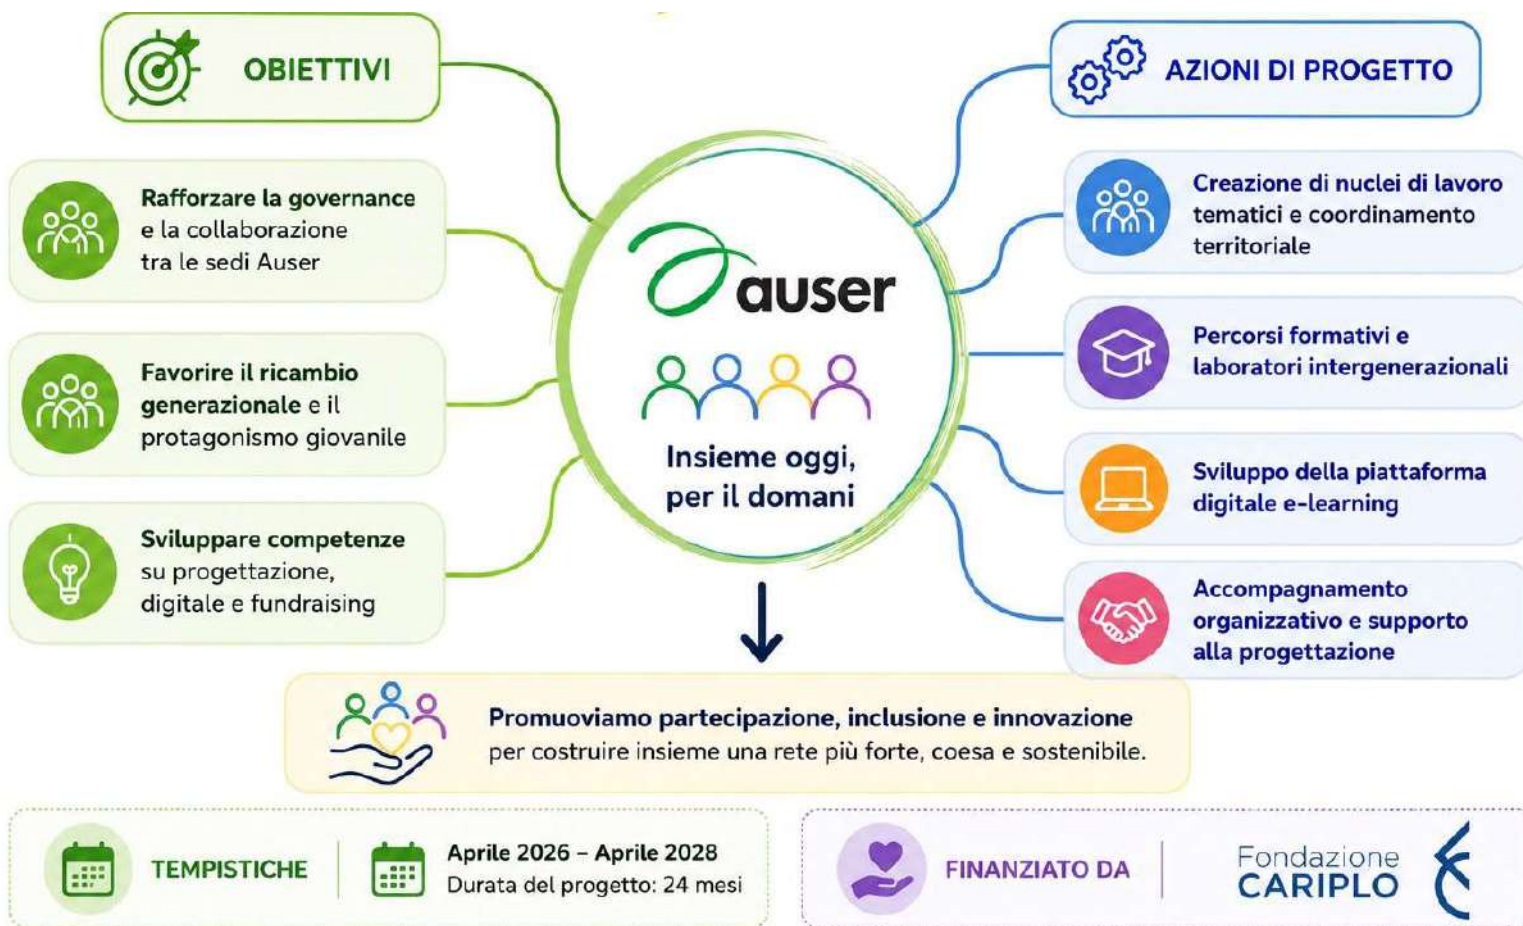 OBIETTIVI
Rafforzare la governance
e la collaborazione
tra le sedi Auser
Favorire il ricambio
generazionale e il
protagonismo giovanile
Sviluppare competenze
su progettazione,
digitale e fundraising
auser
Insieme oggi,
per il domani
AZIONI DI PROGETTO
Creazione di nuclei di lavoro
tematici e coordinamento
territoriale
Percorsi formativi e
laboratori intergenerazionali
Sviluppo della piattaforma
digitale e-learning
Accompagnamento
organizzativo e supporto
alla progettazione
Promuoviamo partecipazione, inclusione e innovazione
per costruire insieme una rete più forte, coesa e sostenibile.
TEMPISTICHE
Aprile 2026 – Aprile 2028
Durata del progetto: 24 mesi
FINANZIATO DA
Fondazione
CARIPLO